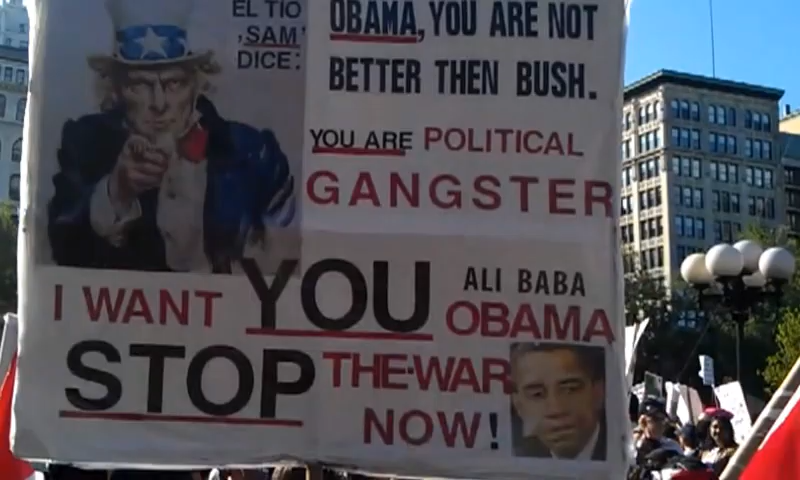 EL TIO
,SAM'
DICE:
OBAMA, YOU ARE NOT
BETTER THEN BUSH.
YOU ARE POLITICAL
GANGSTER
I WANT YOU ALI BABA
OBAMA
STOP THE-WAR
NOW!